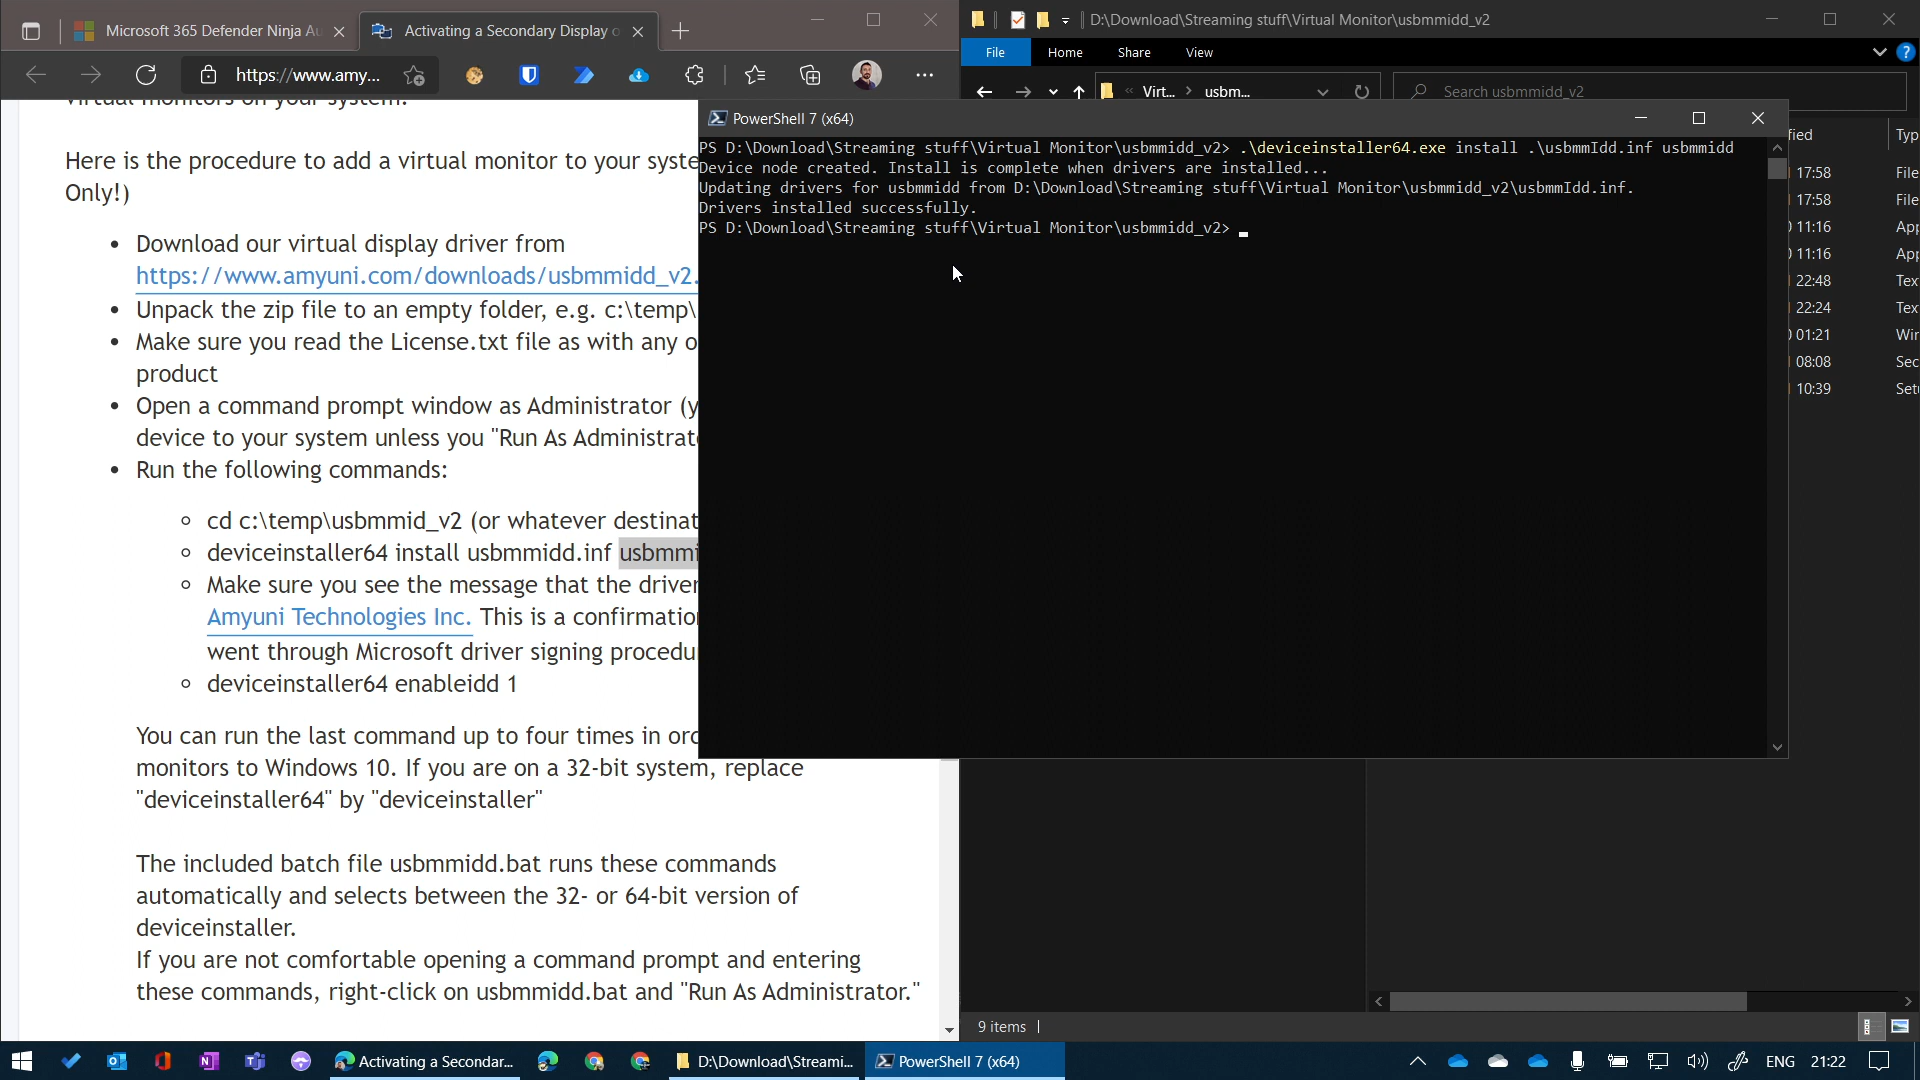 Microsoft 365 Defender Ninja Au
Activating a Secondary Display o
https://www.amy...
D:\Download\Streaming stuff\Virtual Monitor\usbmmidd_v2
File Home Share View
Virt... usbm...
Search usbmmidd_v2
Here is the procedure to add a virtual monitor to your syste
Only!)
• Download our virtual display driver from
https://www.amyuni.com/downloads/usbmmidd_v2.
• Unpack the zip file to an empty folder, e.g. c:\temp\
• Make sure you read the License.txt file as with any o
product
• Open a command prompt window as Administrator (y
device to your system unless you "Run As Administrat
• Run the following commands:
cd c:\temp\usbmmid_v2 (or whatever destinat
deviceinstaller64 install usbmmidd.inf usbmmi
Make sure you see the message that the driver
Amyuni Technologies Inc. This is a confirmatio
went through Microsoft driver signing procedu
deviceinstaller64 enableidd 1
You can run the last command up to four times in ord
monitors to Windows 10. If you are on a 32-bit system, replace
"deviceinstaller64" by "deviceinstaller"
The included batch file usbmmidd.bat runs these commands
automatically and selects between the 32- or 64-bit version of
deviceinstaller.
If you are not comfortable opening a command prompt and entering
these commands, right-click on usbmmidd.bat and "Run As Administrator."
PowerShell 7 (x64)
PS D:\Download\Streaming stuff\Virtual Monitor\usbmmidd_v2> .\deviceinstaller64.exe install .\usbmmIdd.inf usbmmidd
Device node created. Install is complete when drivers are installed...
Updating drivers for usbmmidd from D:\Download\Streaming stuff\Virtual Monitor\usbmmidd_v2\usbmmIdd.inf.
Drivers installed successfully.
PS D:\Download\Streaming stuff\Virtual Monitor\usbmmidd_v2>
fied Typ
17:58 File
17:58 File
11:16 App
11:16 App
22:48 Tex
22:24 Tex
01:21 Win
08:08 Sec
10:39 Setu
9 items
Activating a Secondar...
D:\Download\Streami...
PowerShell 7 (x64)
ENG 21:22